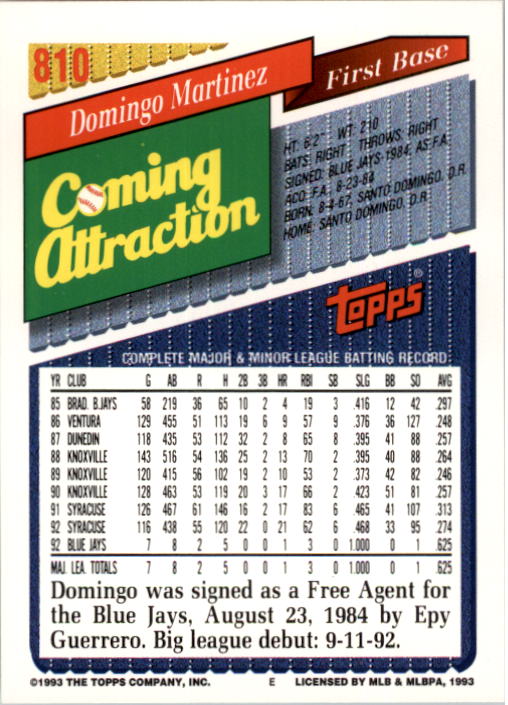 810
Domingo Martinez
First Base
Coming
Attraction
HT: 6'2" WT: 210
BATS: RIGHT THROWS: RIGHT
SIGNED: BLUE JAYS-1984, AS F.A.
ACQ: F.A. 8-23-84
BORN: 8-4-67, SANTO DOMINGO, D.R.
HOME: SANTO DOMINGO, D.R.
TOPPS®
COMPLETE MAJOR & MINOR LEAGUE BATTING RECORD
YR CLUB G AB R H 2B 3B HR RBI SB SLG BB SO AVG
85 BRAD. B.JAYS 58 219 36 65 10 2 4 19 3 .416 12 42 .297
86 VENTURA 129 455 51 113 19 6 9 57 9 .376 36 127 .248
87 DUNEDIN 118 435 53 112 32 2 8 65 8 .395 41 88 .257
88 KNOXVILLE 143 516 54 136 25 2 13 70 2 .395 40 88 .264
89 KNOXVILLE 120 415 56 102 19 2 10 53 2 .373 42 82 .246
90 KNOXVILLE 128 463 53 119 20 3 17 66 2 .423 51 81 .257
91 SYRACUSE 126 467 61 146 16 2 17 83 6 .465 41 107 .313
92 SYRACUSE 116 438 55 120 22 0 21 62 6 .468 33 95 .274
92 BLUE JAYS 7 8 2 5 0 0 1 3 0 1.000 0 1 .625
MAJ. LEA. TOTALS 7 8 2 5 0 0 1 3 0 1.000 0 1 .625
Domingo was signed as a Free Agent for
the Blue Jays, August 23, 1984 by Epy
Guerrero. Big league debut: 9-11-92.
©1993 THE TOPPS COMPANY, INC. E LICENSED BY MLB & MLBPA, 1993